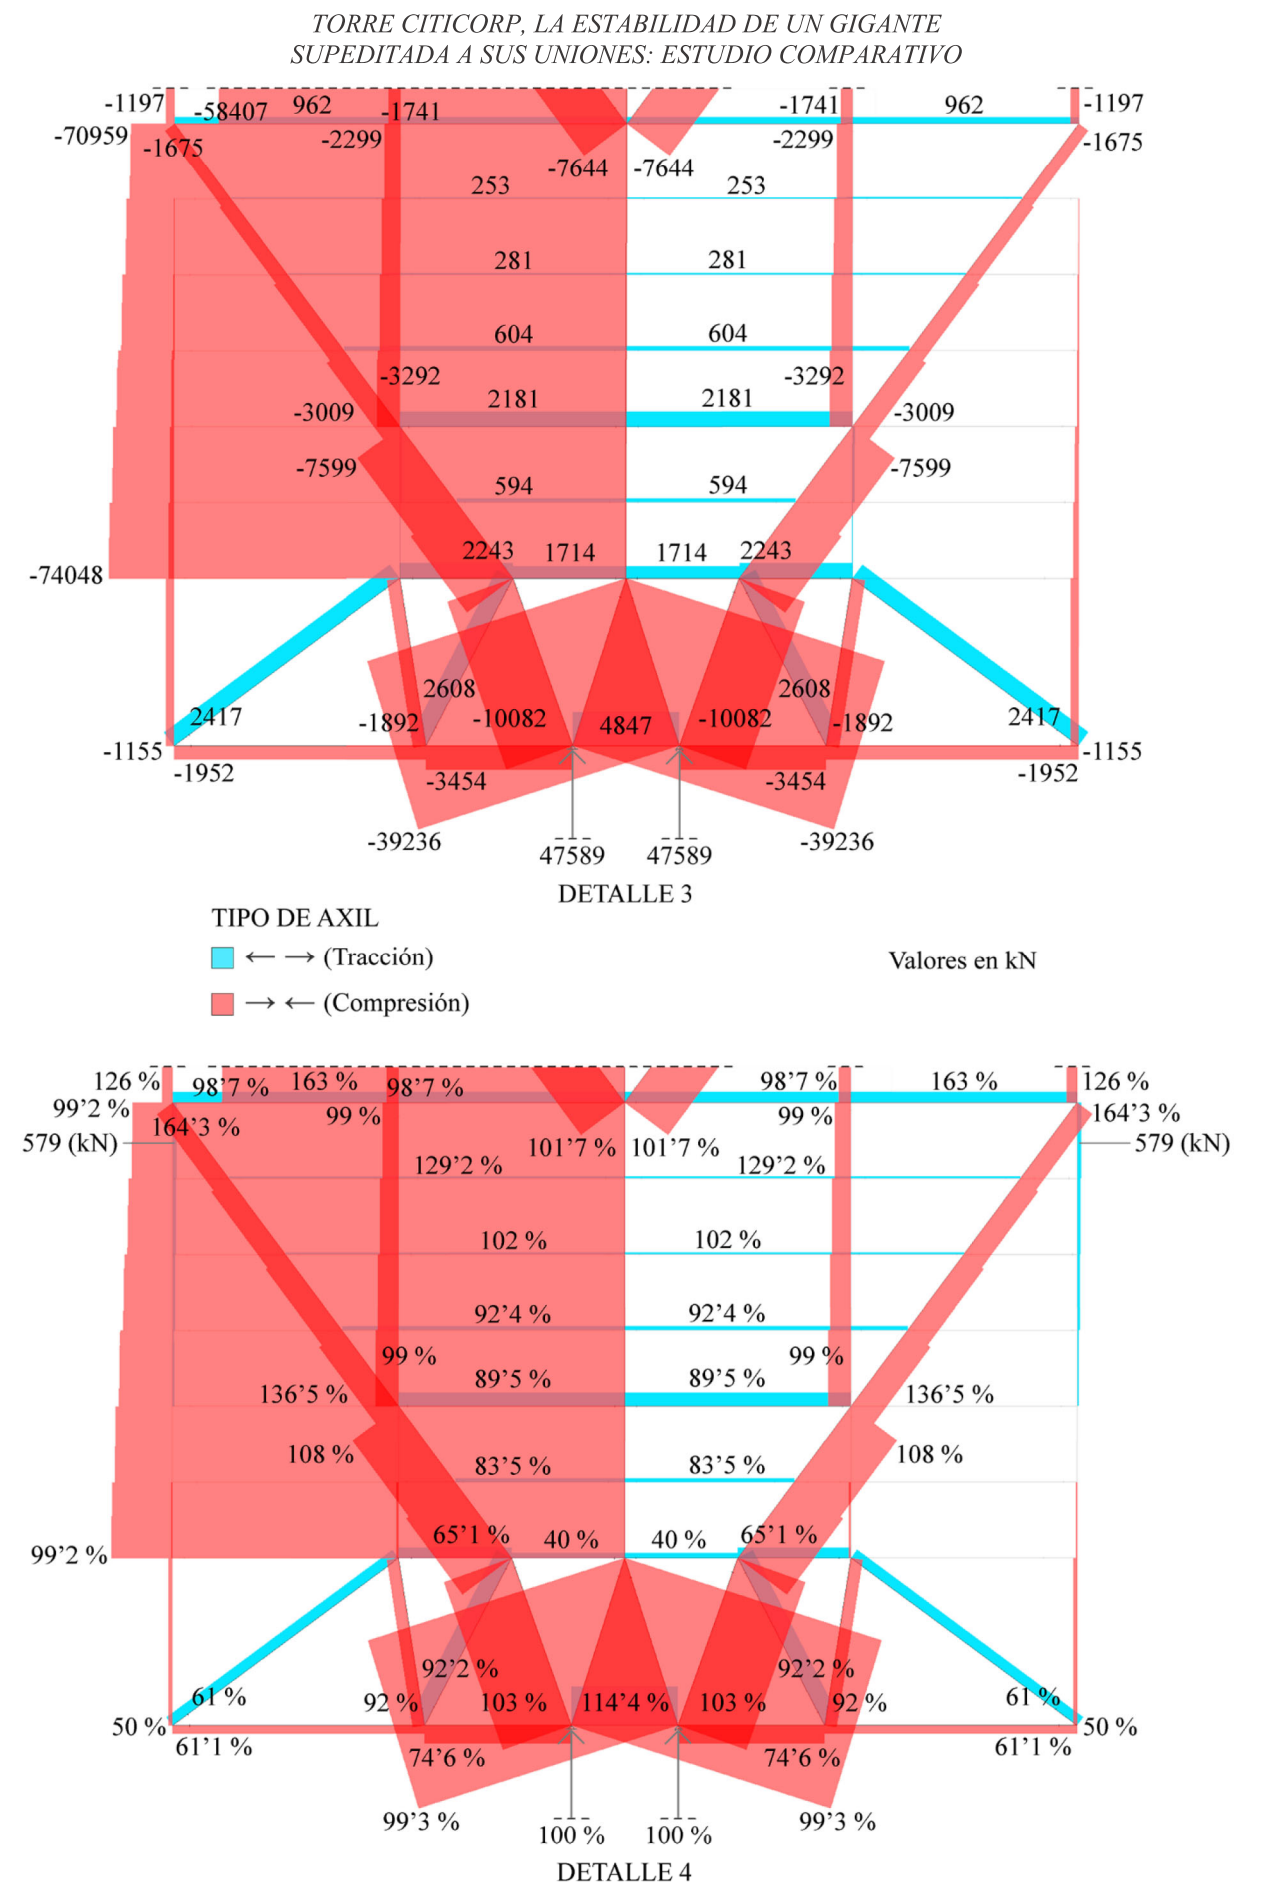 TORRE CITICORP, LA ESTABILIDAD DE UN GIGANTE
SUPEDITADA A SUS UNIONES: ESTUDIO COMPARATIVO
-1197 -58407 962 -1741 -1741 962 -1197
-70959 -1675 -2299 -7644 -7644 -2299 -1675
253 253
281 281
604 604
-3292 -3292
-3009 2181 2181 -3009
-7599 -7599
594 594
2243 1714 1714 2243
-74048
2608 2608
2417 -1892 -10082 4847 -10082 -1892 2417
-1155 -1155
-1952 -3454 -3454 -1952
-39236 47589 47589 -39236
DETALLE 3
TIPO DE AXIL
← → (Tracción)
Valores en kN
→ ← (Compresión)
126 % 98'7 % 163 % 98'7 % 98'7 % 163 % 126 %
99'2 % 164'3 % 99 % 99 % 164'3 %
579 (kN) 101'7 % 101'7 % 579 (kN)
129'2 % 129'2 %
102 % 102 %
92'4 % 92'4 %
99 % 99 %
136'5 % 89'5 % 89'5 % 136'5 %
108 % 108 %
83'5 % 83'5 %
65'1 % 40 % 40 % 65'1 %
99'2 %
92'2 % 92'2 %
61 % 92 % 103 % 114'4 % 103 % 92 % 61 %
50 % 50 %
61'1 % 74'6 % 74'6 % 61'1 %
99'3 % 100 % 100 % 99'3 %
DETALLE 4